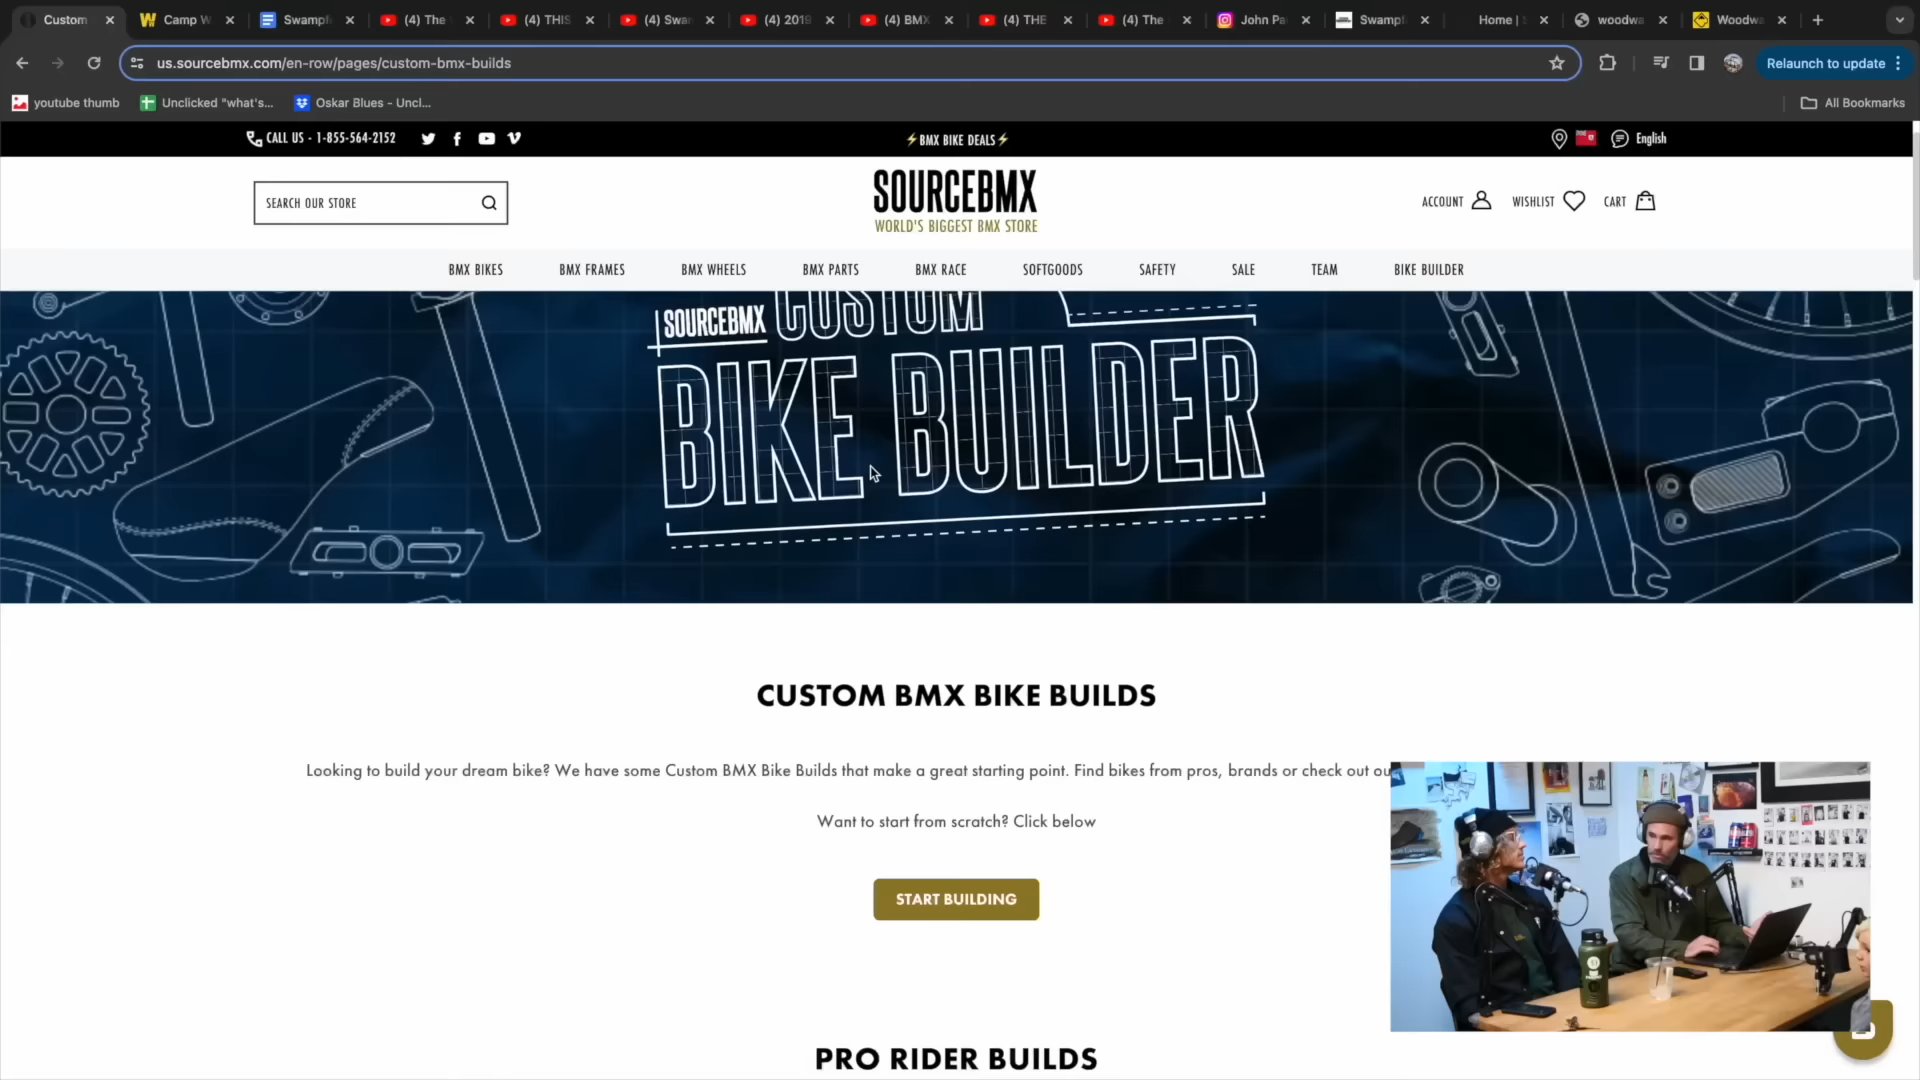 Custom
Camp W
Swampf
(4) The
(4) THIS
(4) Swa
(4) 2019
(4) BMX
(4) THE
(4) The
John Pa
Swampf
Home |
woodwa
Woodwa
us.sourcebmx.com/en-row/pages/custom-bmx-builds
Relaunch to update
youtube thumb
Unclicked "what's...
Oskar Blues - Uncl...
All Bookmarks
CALL US - 1-855-564-2152
⚡BMX BIKE DEALS⚡
English
SEARCH OUR STORE
SOURCEBMX
WORLD'S BIGGEST BMX STORE
ACCOUNT
WISHLIST
CART
BMX BIKES
BMX FRAMES
BMX WHEELS
BMX PARTS
BMX RACE
SOFTGOODS
SAFETY
SALE
TEAM
BIKE BUILDER
SOURCEBMX CUSTOM
BIKE BUILDER
CUSTOM BMX BIKE BUILDS
Looking to build your dream bike? We have some Custom BMX Bike Builds that make a great starting point. Find bikes from pros, brands or check out ou
Want to start from scratch? Click below
START BUILDING
PRO RIDER BUILDS